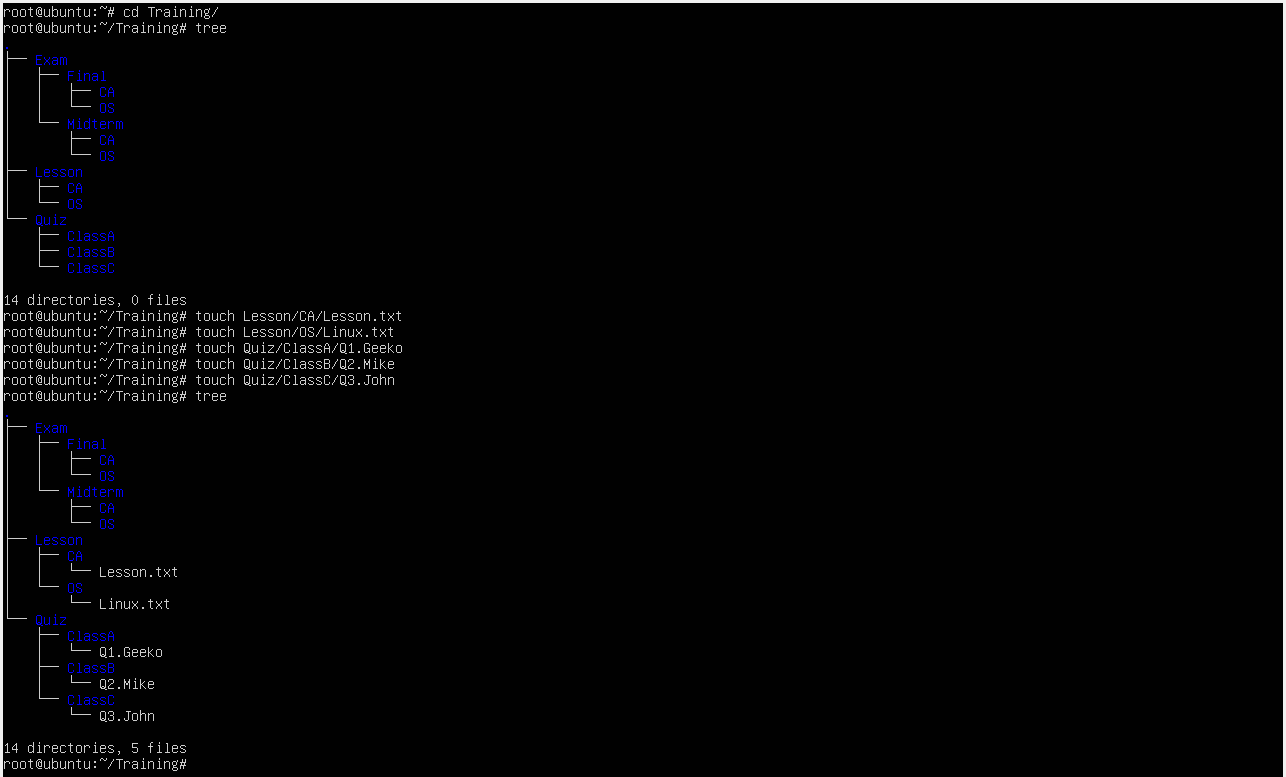 root@ubuntu:~# cd Training/
root@ubuntu:~/Training# tree
.
├── Exam
│   ├── Final
│   │   ├── CA
│   │   └── OS
│   └── Midterm
│       ├── CA
│       └── OS
├── Lesson
│   ├── CA
│   └── OS
└── Quiz
    ├── ClassA
    ├── ClassB
    └── ClassC
14 directories, 0 files
root@ubuntu:~/Training# touch Lesson/CA/Lesson.txt
root@ubuntu:~/Training# touch Lesson/OS/Linux.txt
root@ubuntu:~/Training# touch Quiz/ClassA/Q1.Geeko
root@ubuntu:~/Training# touch Quiz/ClassB/Q2.Mike
root@ubuntu:~/Training# touch Quiz/ClassC/Q3.John
root@ubuntu:~/Training# tree
.
├── Exam
│   ├── Final
│   │   ├── CA
│   │   └── OS
│   └── Midterm
│       ├── CA
│       └── OS
├── Lesson
│   ├── CA
│   │   └── Lesson.txt
│   └── OS
│       └── Linux.txt
└── Quiz
    ├── ClassA
    │   └── Q1.Geeko
    ├── ClassB
    │   └── Q2.Mike
    └── ClassC
        └── Q3.John
14 directories, 5 files
root@ubuntu:~/Training#